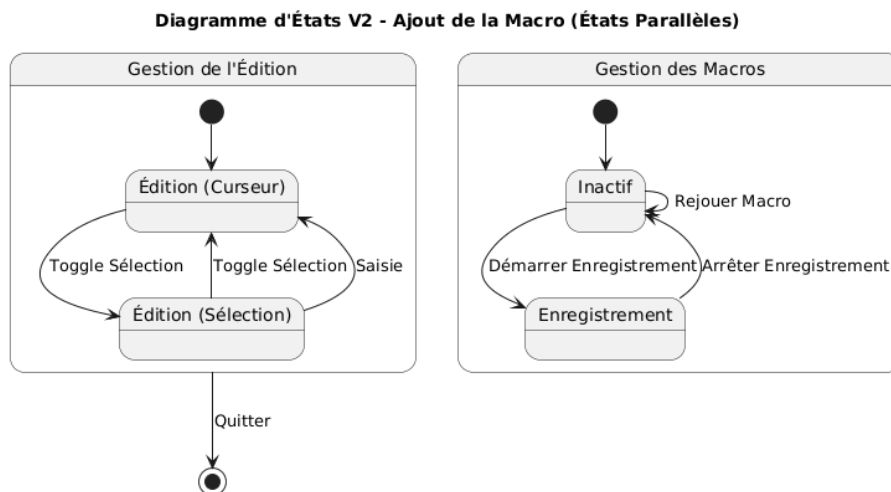 Diagramme d'États V2 - Ajout de la Macro (États Parallèles)
Gestion de l'Édition
Gestion des Macros
Édition (Curseur)
Inactif
Rejouer Macro
Toggle Sélection
Toggle Sélection
Saisie
Démarrer Enregistrement
Arrêter Enregistrement
Édition (Sélection)
Enregistrement
Quitter